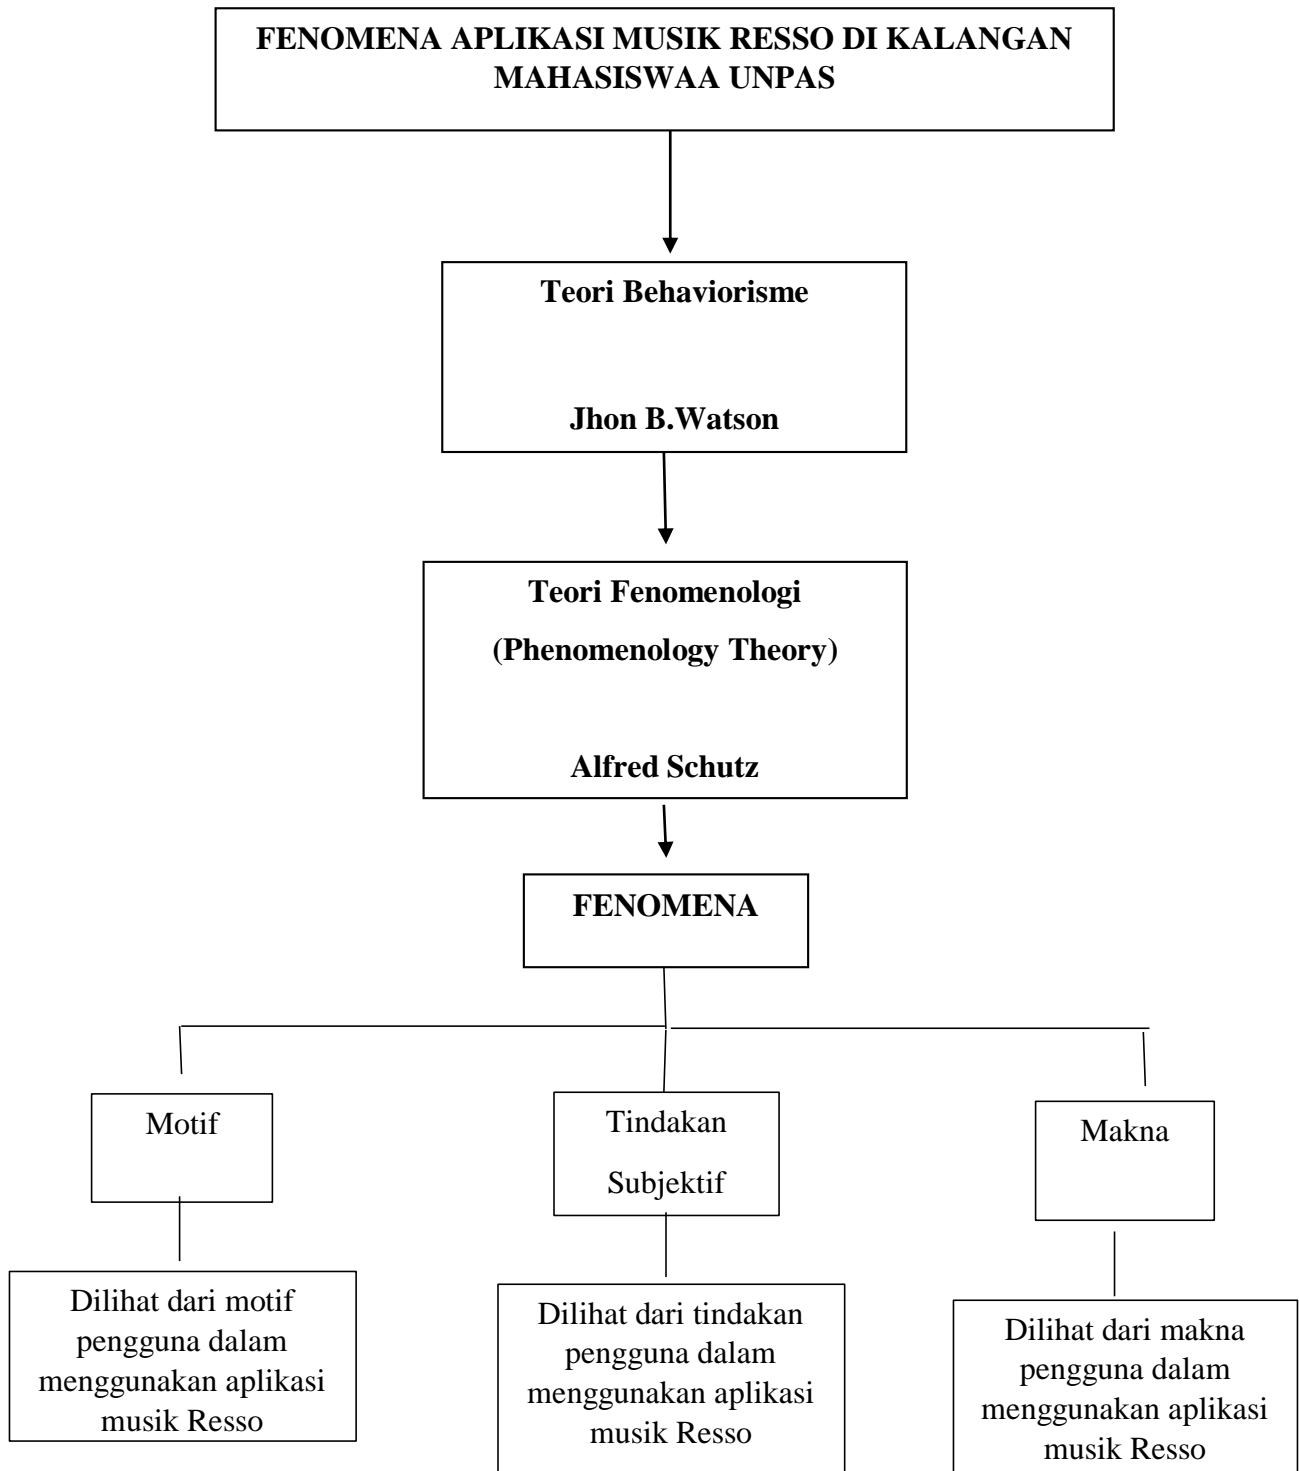 FENOMENA APLIKASI MUSIK RESSO DI KALANGAN
MAHASISWAA UNPAS
Teori Behaviorisme
Jhon B.Watson
Teori Fenomenologi
(Phenomenology Theory)
Alfred Schutz
FENOMENA
Motif
Tindakan
Subjektif
Makna
Dilihat dari motif
pengguna dalam
menggunakan aplikasi
musik Resso
Dilihat dari tindakan
pengguna dalam
menggunakan aplikasi
musik Resso
Dilihat dari makna
pengguna dalam
menggunakan aplikasi
musik Resso